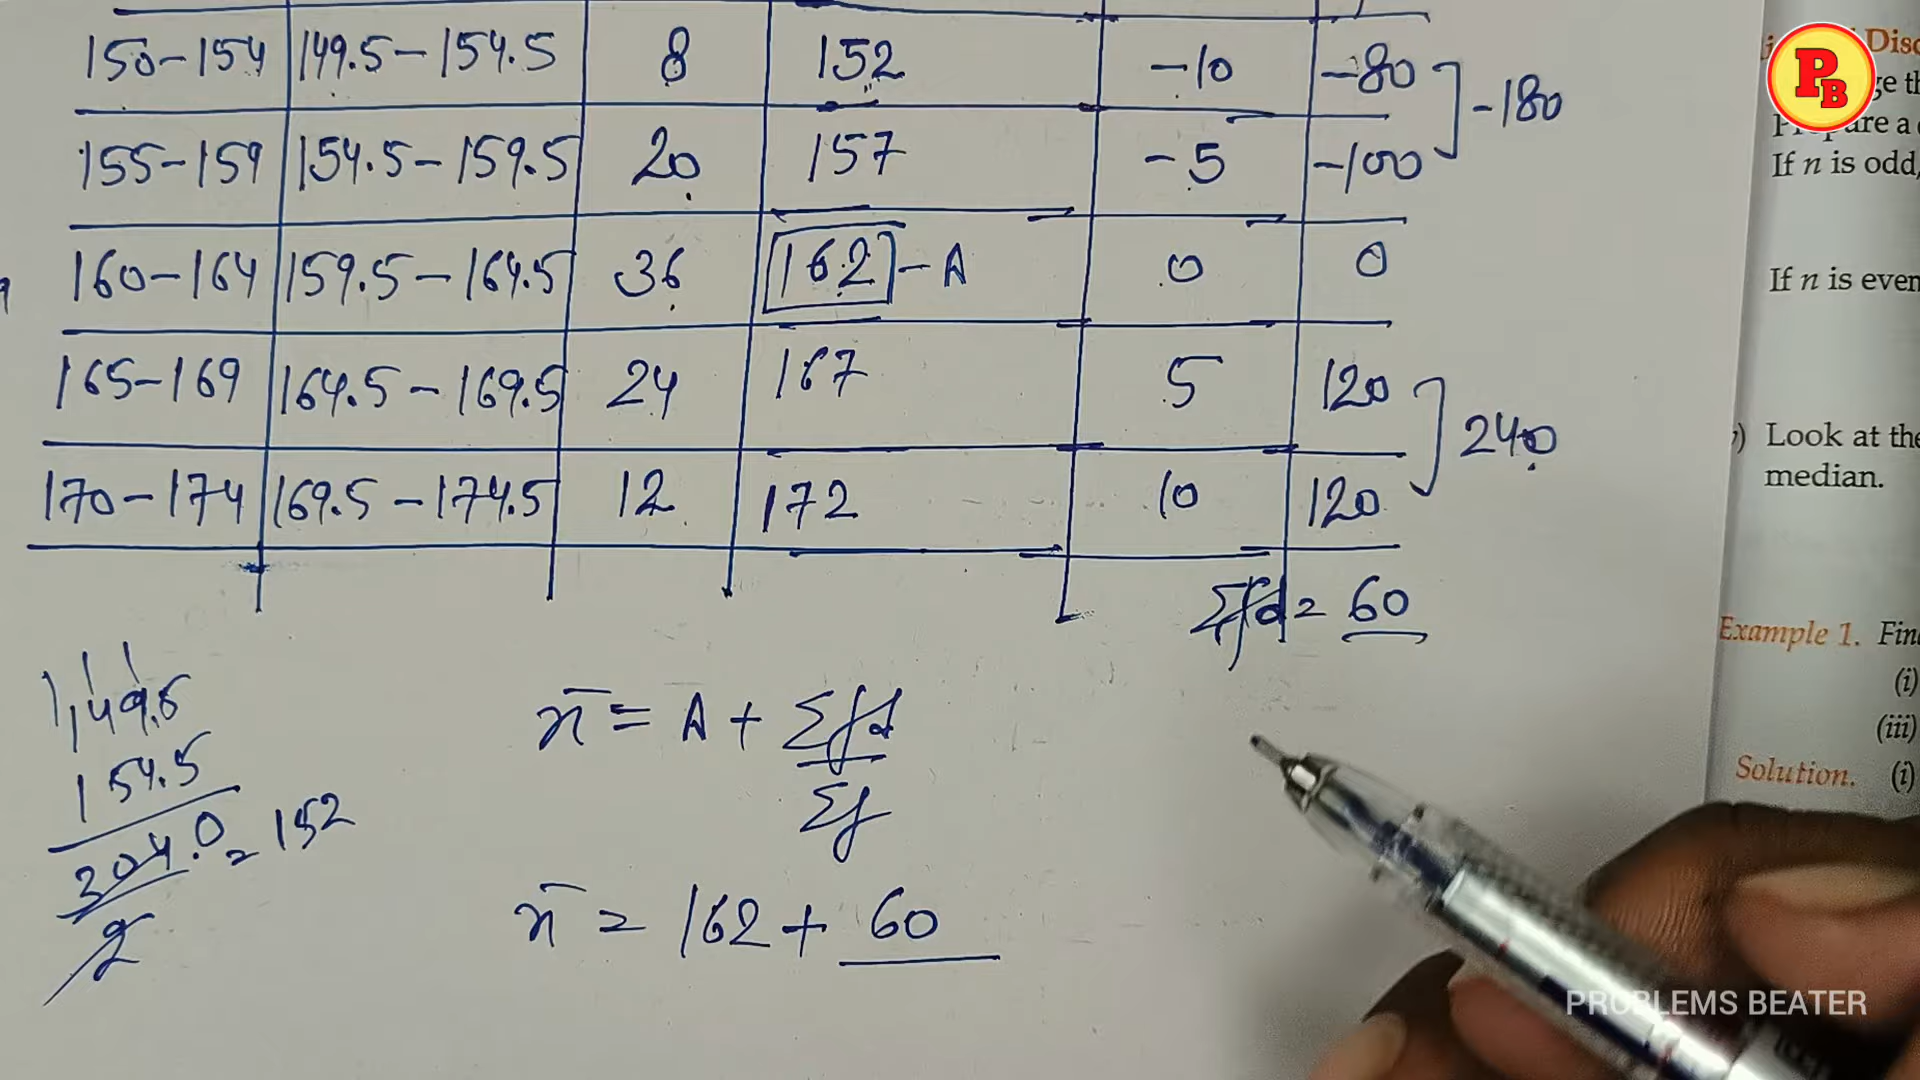 150-154 149.5-154.5 8 152 -10 -80
-180
155-159 154.5-159.5 20 157 -5 -100
160-164 159.5-164.5 36 162 - A 0 0
165-169 164.5-169.5 24 167 5 120
240
170-174 169.5-174.5 12 172 10 120
Σfd = 60
149.5
154.5
304.0 = 152
2
x̄ = A + Σfd
Σf
x̄ = 162 + 60
PB
Disc
If n is odd,
If n is even
Look at the
median.
Example 1. Fin
(i)
(iii)
Solution. (i)
PROBLEMS BEATER